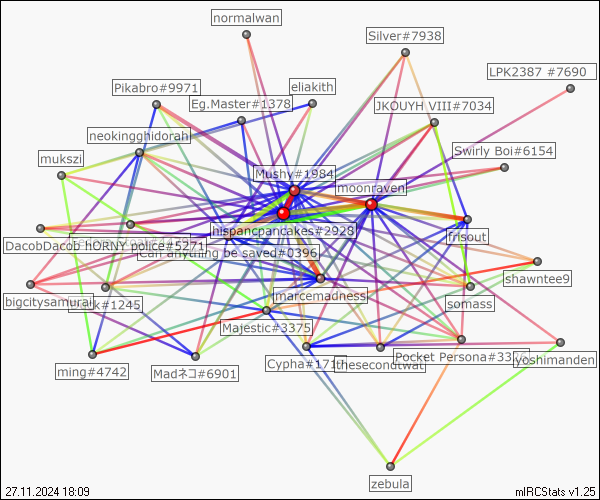 normalwan
Silver#7938
LPK2387 #7690
Pikabro#9971
eliakith
Eg.Master#1378
JKOUYH VIII#7034
neokingghidorah
Swirly Boi#6154
mukszi
Mushy#1984
moonraven
hispanicpancakes#2928
frisout
DacobDacob
HORNY police#5271
Can anything be saved#0396
shawntee9
bigcitysamurai
#1245
marcemadness
somass
Majestic#3375
Pocket Persona#33
yoshimanden
ming#4742
Madネコ#6901
Cypha#171
thesecondtwat
zebula
27.11.2024 18:09
mIRCStats v1.25